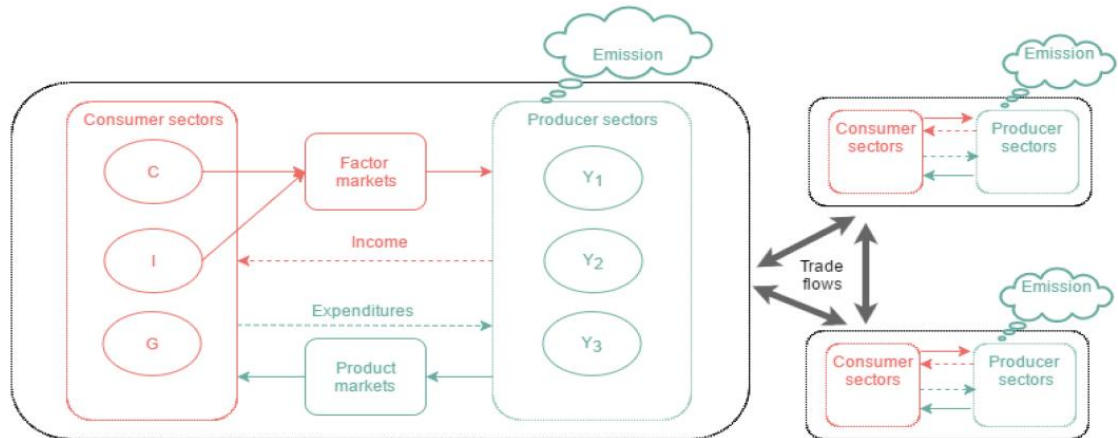 Emission
Consumer sectors
Producer sectors
C
Factor
markets
Y1
Income
I
Y2
Expenditures
G
Product
markets
Y3
Emission
Consumer
sectors
Producer
sectors
Trade
flows
Emission
Consumer
sectors
Producer
sectors